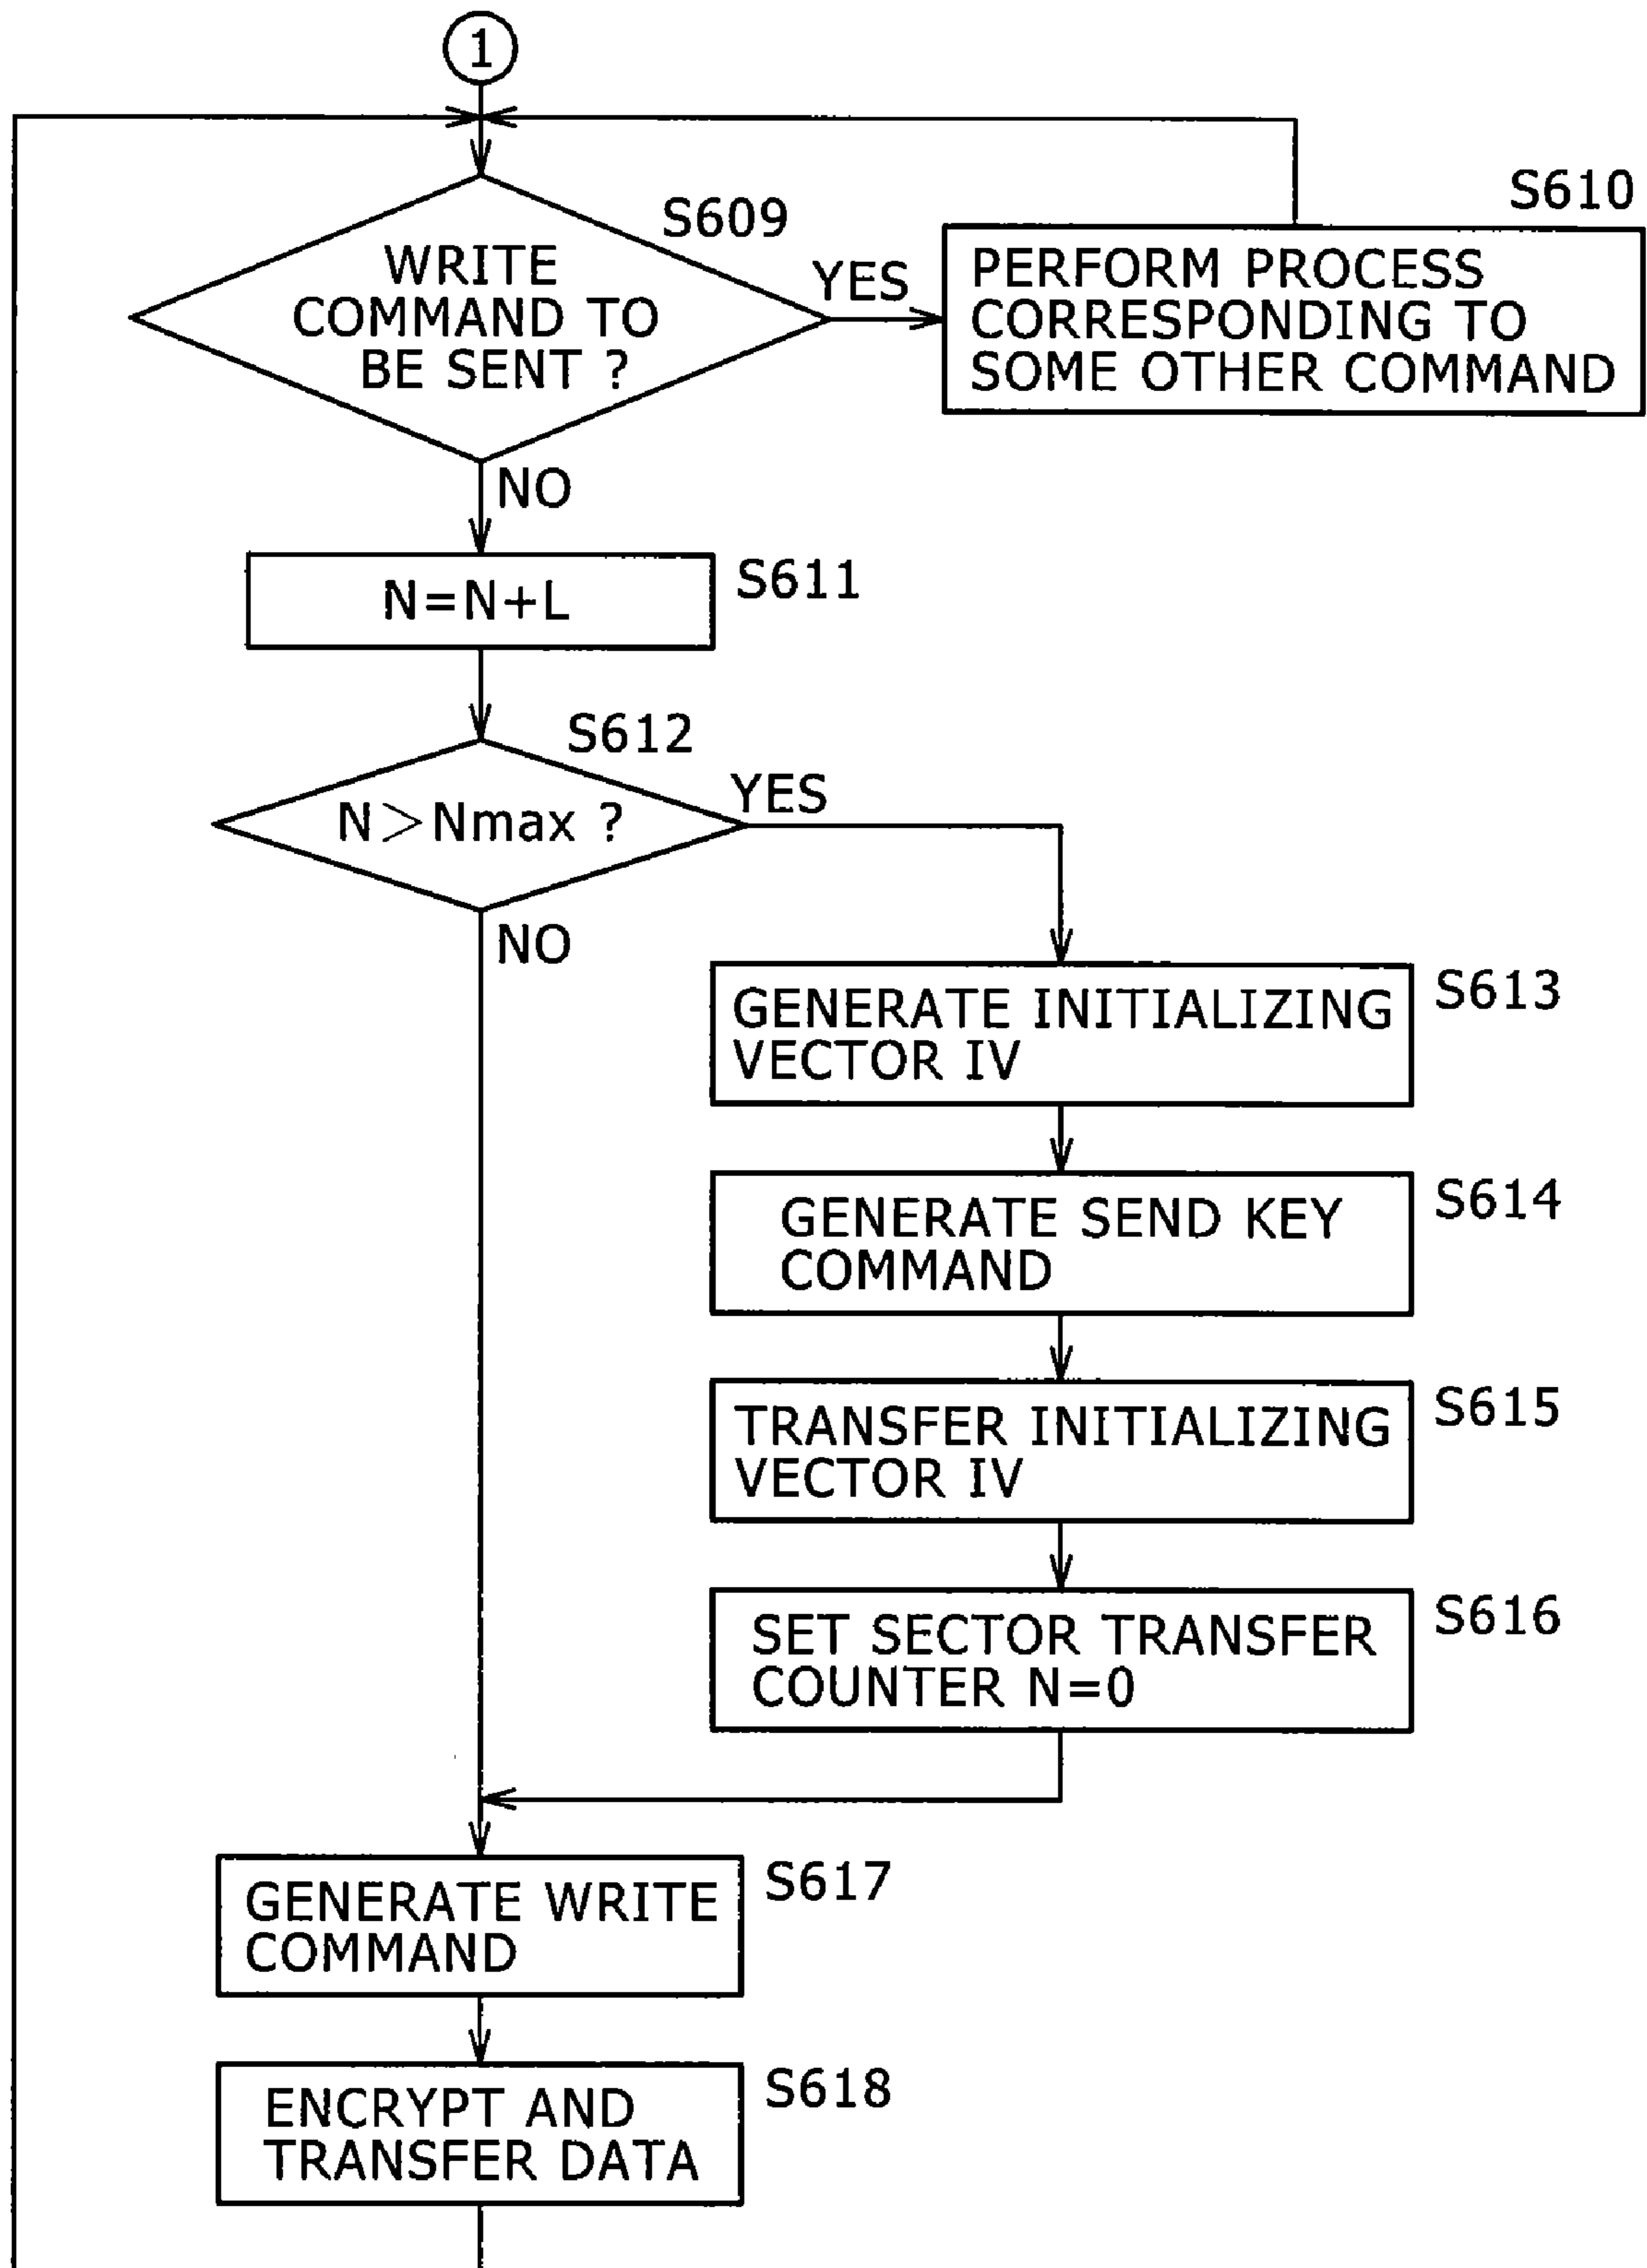 1
S609
WRITE
COMMAND TO
BE SENT ?
YES
S610
PERFORM PROCESS
CORRESPONDING TO
SOME OTHER COMMAND
NO
N=N+L
S611
S612
N>Nmax ?
YES
NO
GENERATE INITIALIZING
VECTOR IV
S613
GENERATE SEND KEY
COMMAND
S614
TRANSFER INITIALIZING
VECTOR IV
S615
SET SECTOR TRANSFER
COUNTER N=0
S616
GENERATE WRITE
COMMAND
S617
ENCRYPT AND
TRANSFER DATA
S618